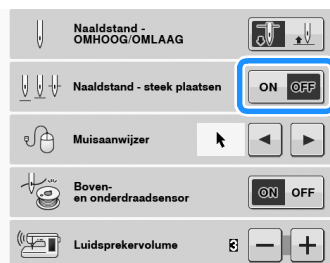 Naaldstand -
OMHOOG/OMLAAG
Naaldstand - steek plaatsen ON OFF
Muisaanwijzer
Boven-
en onderdraadsensor ON OFF
Luidsprekervolume 3